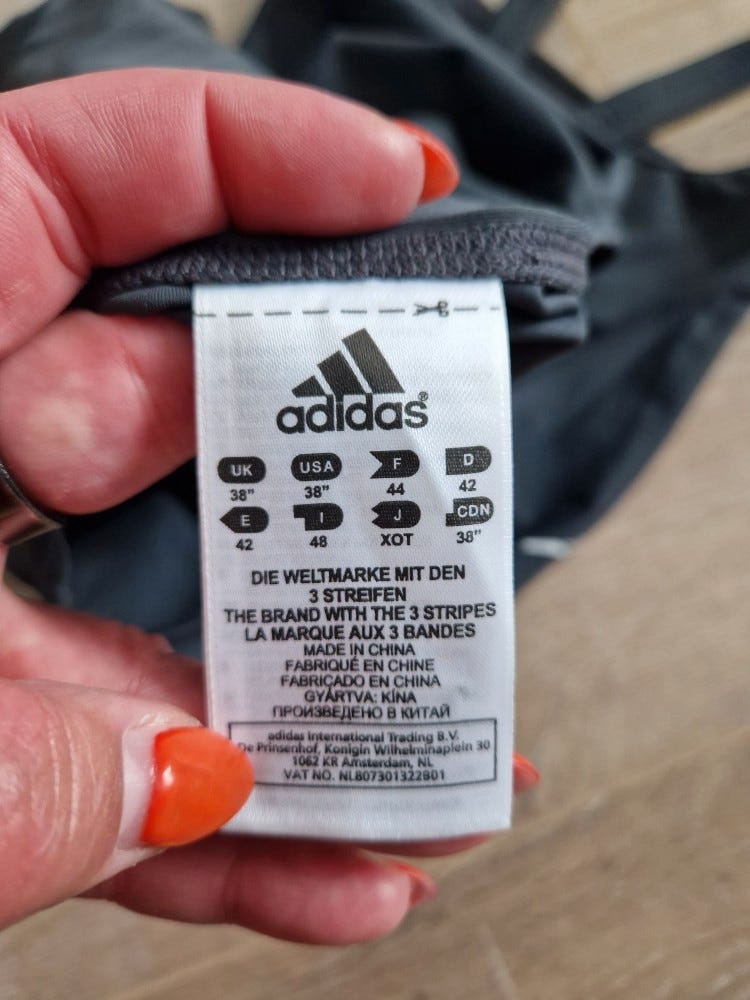 adidas®
UK USA F D
38" 38" 44 42
E I J CDN
42 48 XOT 38"
DIE WELTMARKE MIT DEN
3 STREIFEN
THE BRAND WITH THE 3 STRIPES
LA MARQUE AUX 3 BANDES
MADE IN CHINA
FABRIQUÉ EN CHINE
FABRICADO EN CHINA
GYÁRTVA: KÍNA
ПРОИЗВЕДЕНО В КИТАЙ
adidas International Trading B.V.
De Prinsenhof, Konigin Wilhelminaplein 30
1062 KR Amsterdam, NL
VAT NO. NL807301322B01